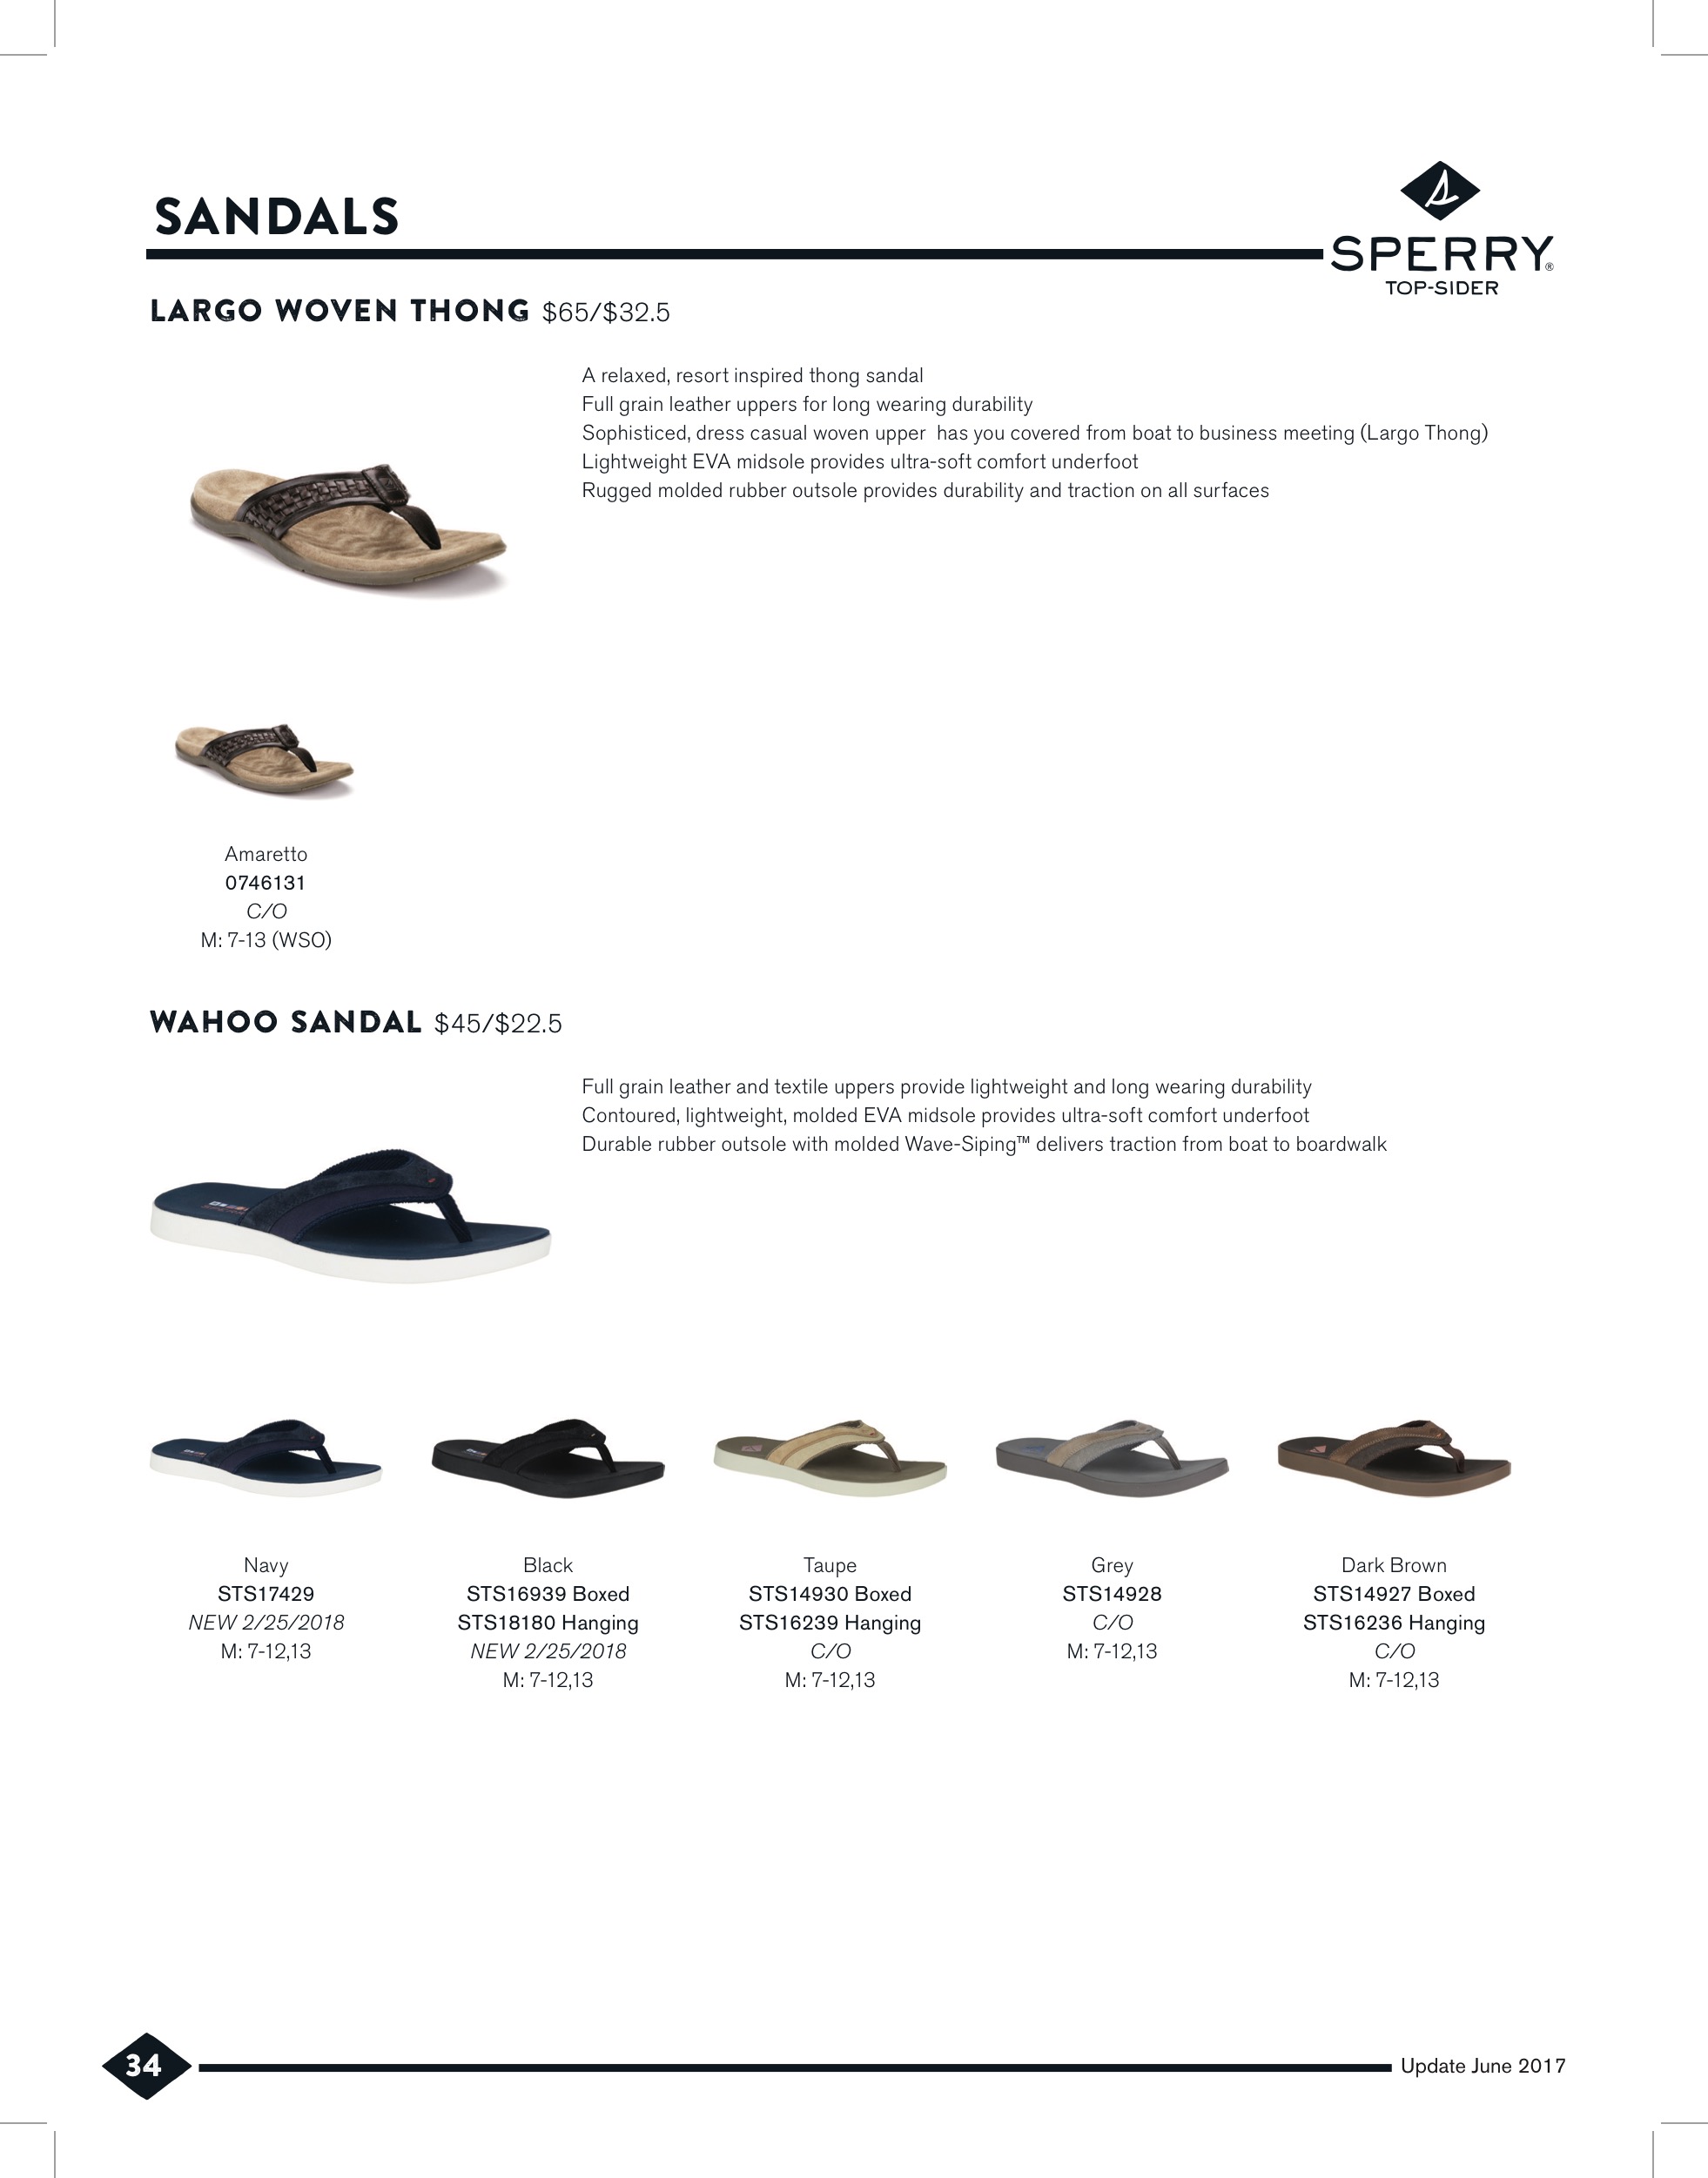 SANDALS
SPERRY®
TOP-SIDER
LARGO WOVEN THONG $65/$32.5
A relaxed, resort inspired thong sandal
Full grain leather uppers for long wearing durability
Sophisticed, dress casual woven upper  has you covered from boat to business meeting (Largo Thong)
Lightweight EVA midsole provides ultra-soft comfort underfoot
Rugged molded rubber outsole provides durability and traction on all surfaces
Amaretto
0746131
C/O
M: 7-13 (WSO)
WAHOO SANDAL $45/$22.5
Full grain leather and textile uppers provide lightweight and long wearing durability
Contoured, lightweight, molded EVA midsole provides ultra-soft comfort underfoot
Durable rubber outsole with molded Wave-Siping™ delivers traction from boat to boardwalk
Navy
STS17429
NEW 2/25/2018
M: 7-12,13
Black
STS16939 Boxed
STS18180 Hanging
NEW 2/25/2018
M: 7-12,13
Taupe
STS14930 Boxed
STS16239 Hanging
C/O
M: 7-12,13
Grey
STS14928
C/O
M: 7-12,13
Dark Brown
STS14927 Boxed
STS16236 Hanging
C/O
M: 7-12,13
34
Update June 2017